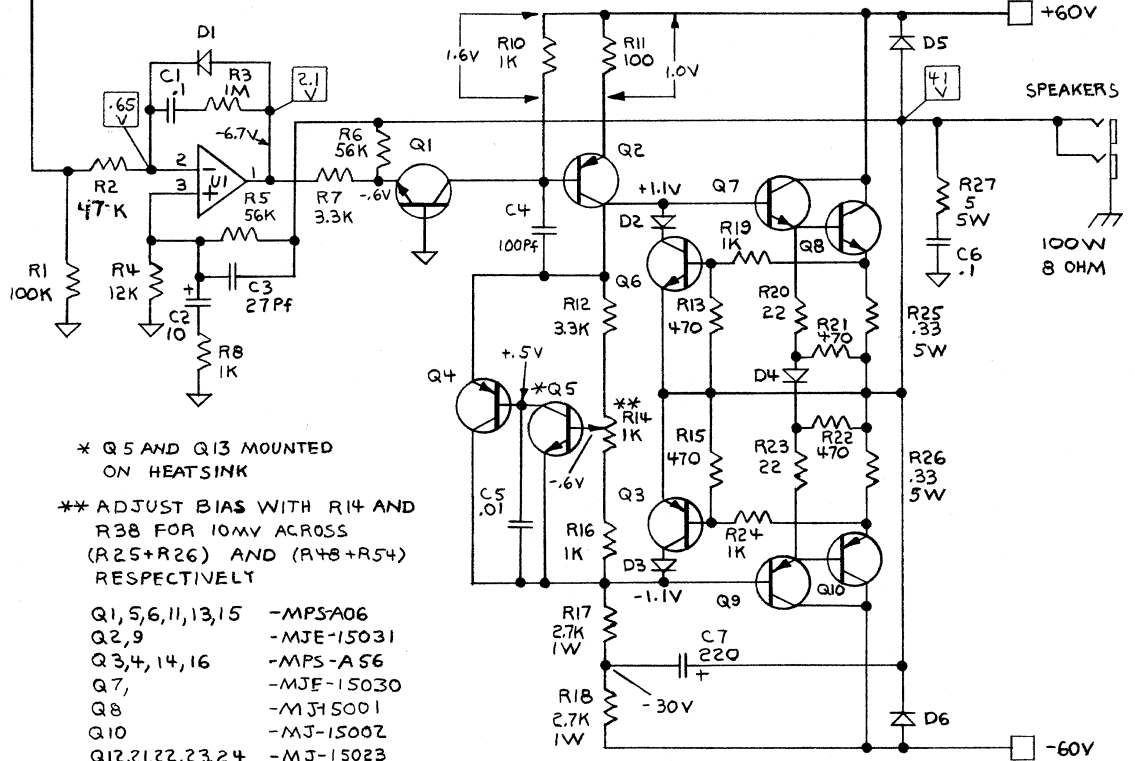 +60V
D1
R10
1K
1.6V
R11
100
1.0V
D5
C1
.1
R3
1M
2.1
V
41
V
SPEAKERS
.65
V
-6.7V
R6
56K
Q1
Q2
2
1
3
U1
R2
47K
R5
56K
R7
3.3K
-.6V
+1.1V
D2
Q7
R27
5
5W
C4
100Pf
R19
1K
Q8
C6
.1
100W
8 OHM
R1
100K
R4
12K
+
C2
10
C3
27Pf
Q6
R12
3.3K
R13
470
R20
22
R21
470
R25
.33
5W
R8
1K
Q4
+.5V
*Q5
**
R14
1K
D4
* Q5 AND Q13 MOUNTED
ON HEATSINK
R15
470
R23
22
R22
470
R26
.33
5W
-.6V
** ADJUST BIAS WITH R14 AND
R38 FOR 10MV ACROSS
(R25+R26) AND (R48+R54)
RESPECTIVELY
C5
.01
R16
1K
Q3
R24
1K
D3
-1.1V
Q9
Q10
Q1,5,6,11,13,15 -MPS-A06
Q2,9 -MJE-15031
Q3,4,14,16 -MPS-A56
Q7, -MJE-15030
Q8 -MJ15001
Q10 -MJ-15002
Q12,21,22,23,24 -MJ-15023
R17
2.7K
1W
C7
220
+
-30V
R18
2.7K
1W
D6
-60V